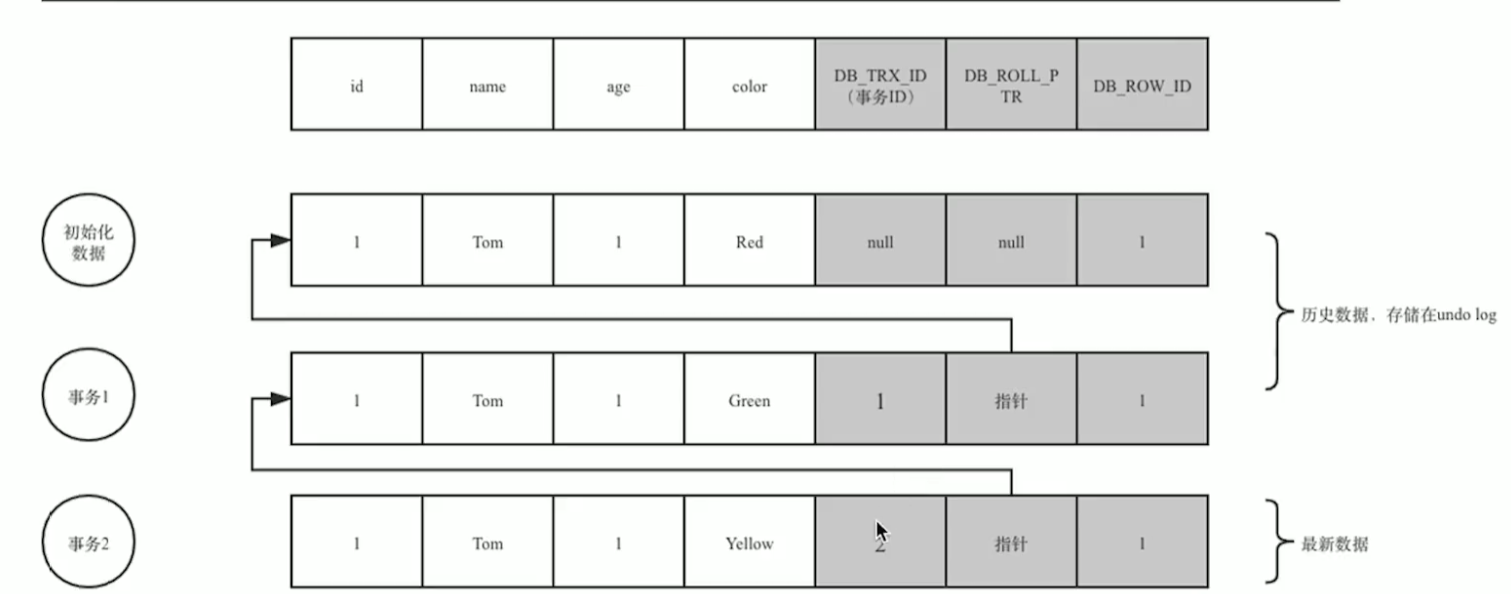 id name age color DB_TRX_ID
（事务ID） DB_ROLL_P
TR DB_ROW_ID
初始化
数据
1 Tom 1 Red null null 1
历史数据，存储在undo log
事务1
1 Tom 1 Green 1 指针 1
事务2
1 Tom 1 Yellow 2 指针 1
最新数据